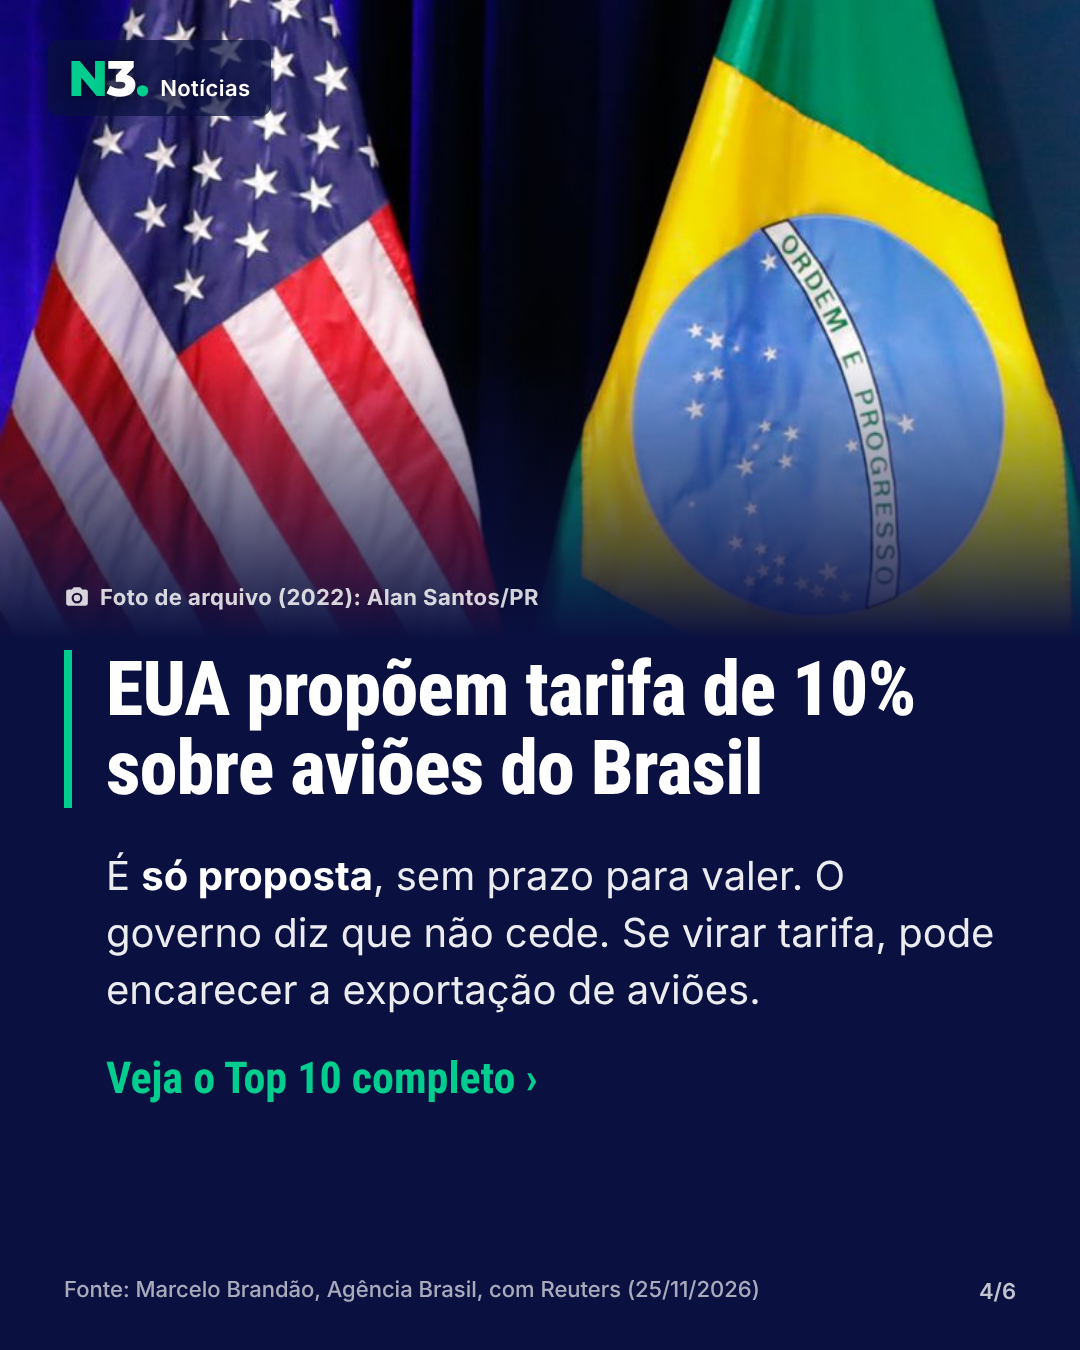 N3. Notícias
ORDEM E PROGRESSO
Foto de arquivo (2022): Alan Santos/PR
EUA propõem tarifa de 10%
sobre aviões do Brasil
É só proposta, sem prazo para valer. O
governo diz que não cede. Se virar tarifa, pode
encarecer a exportação de aviões.
Veja o Top 10 completo ›
Fonte: Marcelo Brandão, Agência Brasil, com Reuters (25/11/2026)
4/6